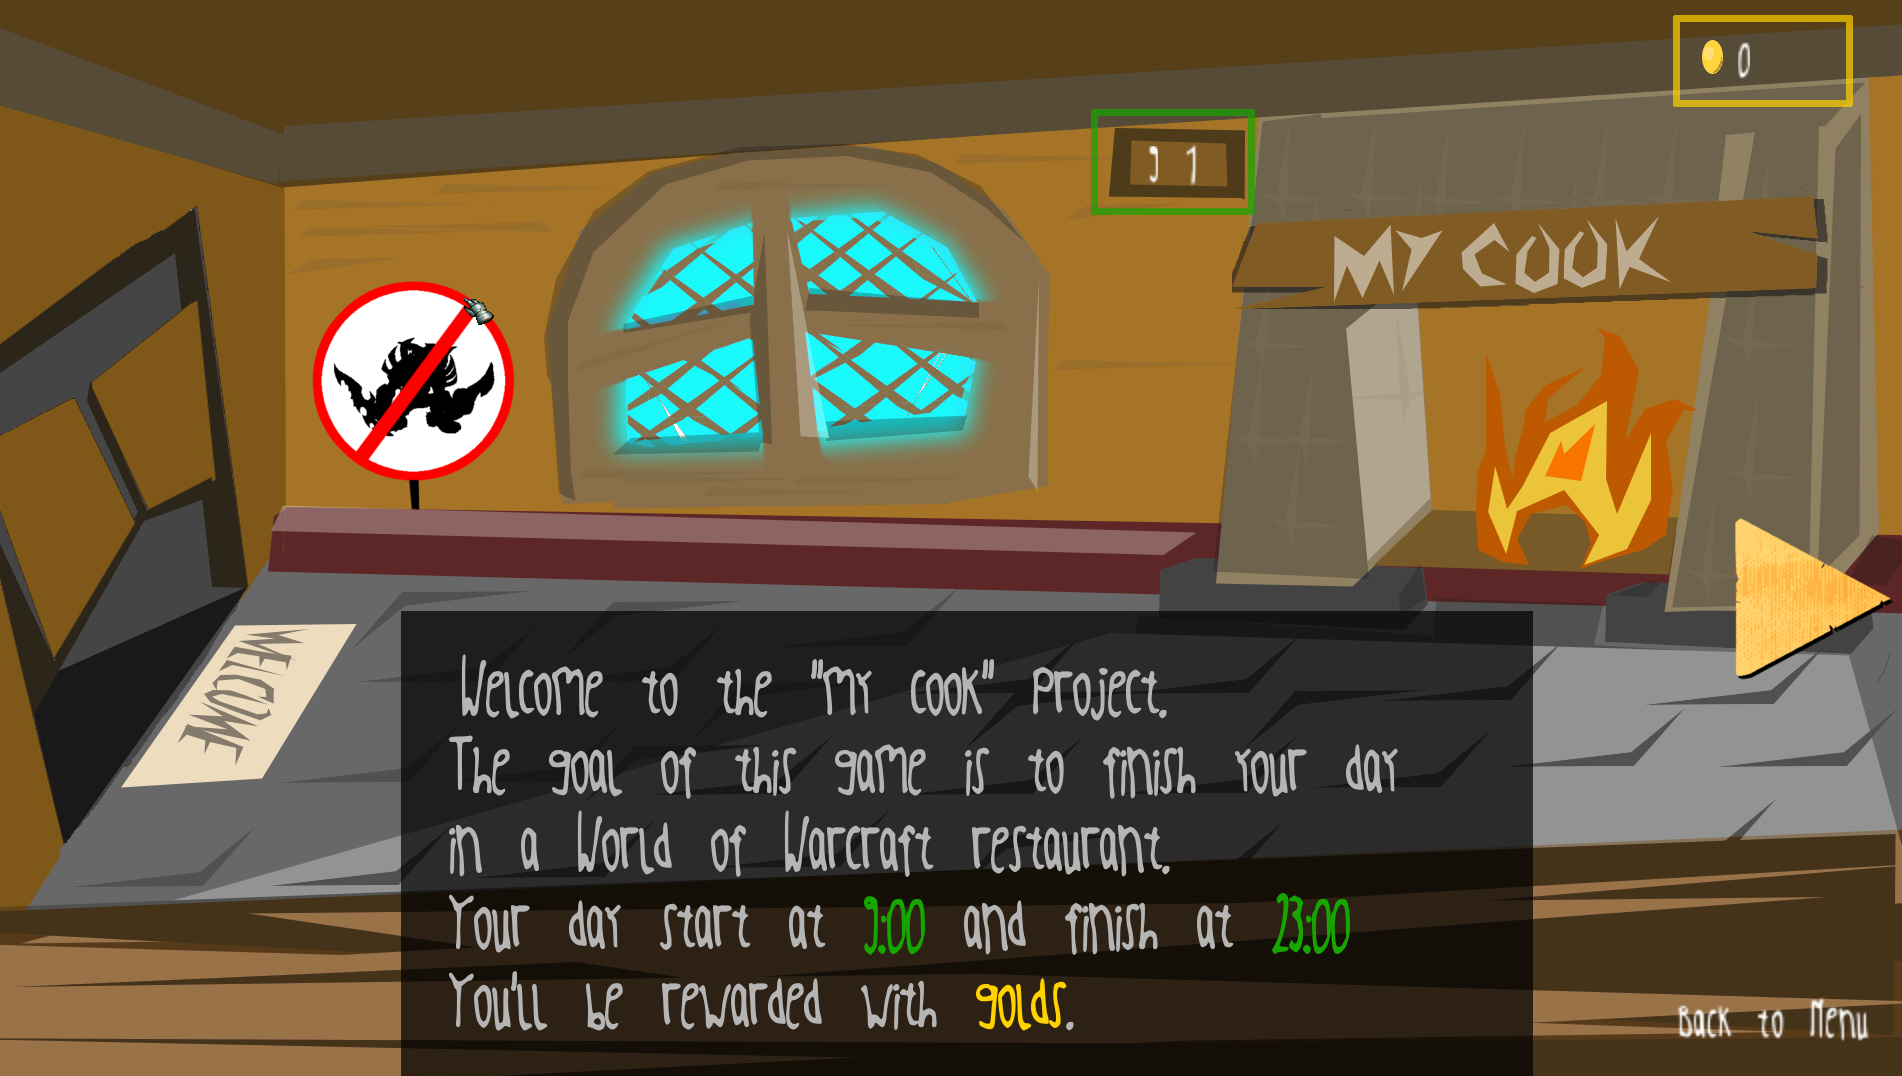 0
9 1
MY COOK
WELCOME
Welcome to the "My cook" project.
The goal of this game is to finish your day
in a World of Warcraft restaurant.
Your day start at 9:00 and finish at 23:00
You'll be rewarded with golds.
Back to Menu